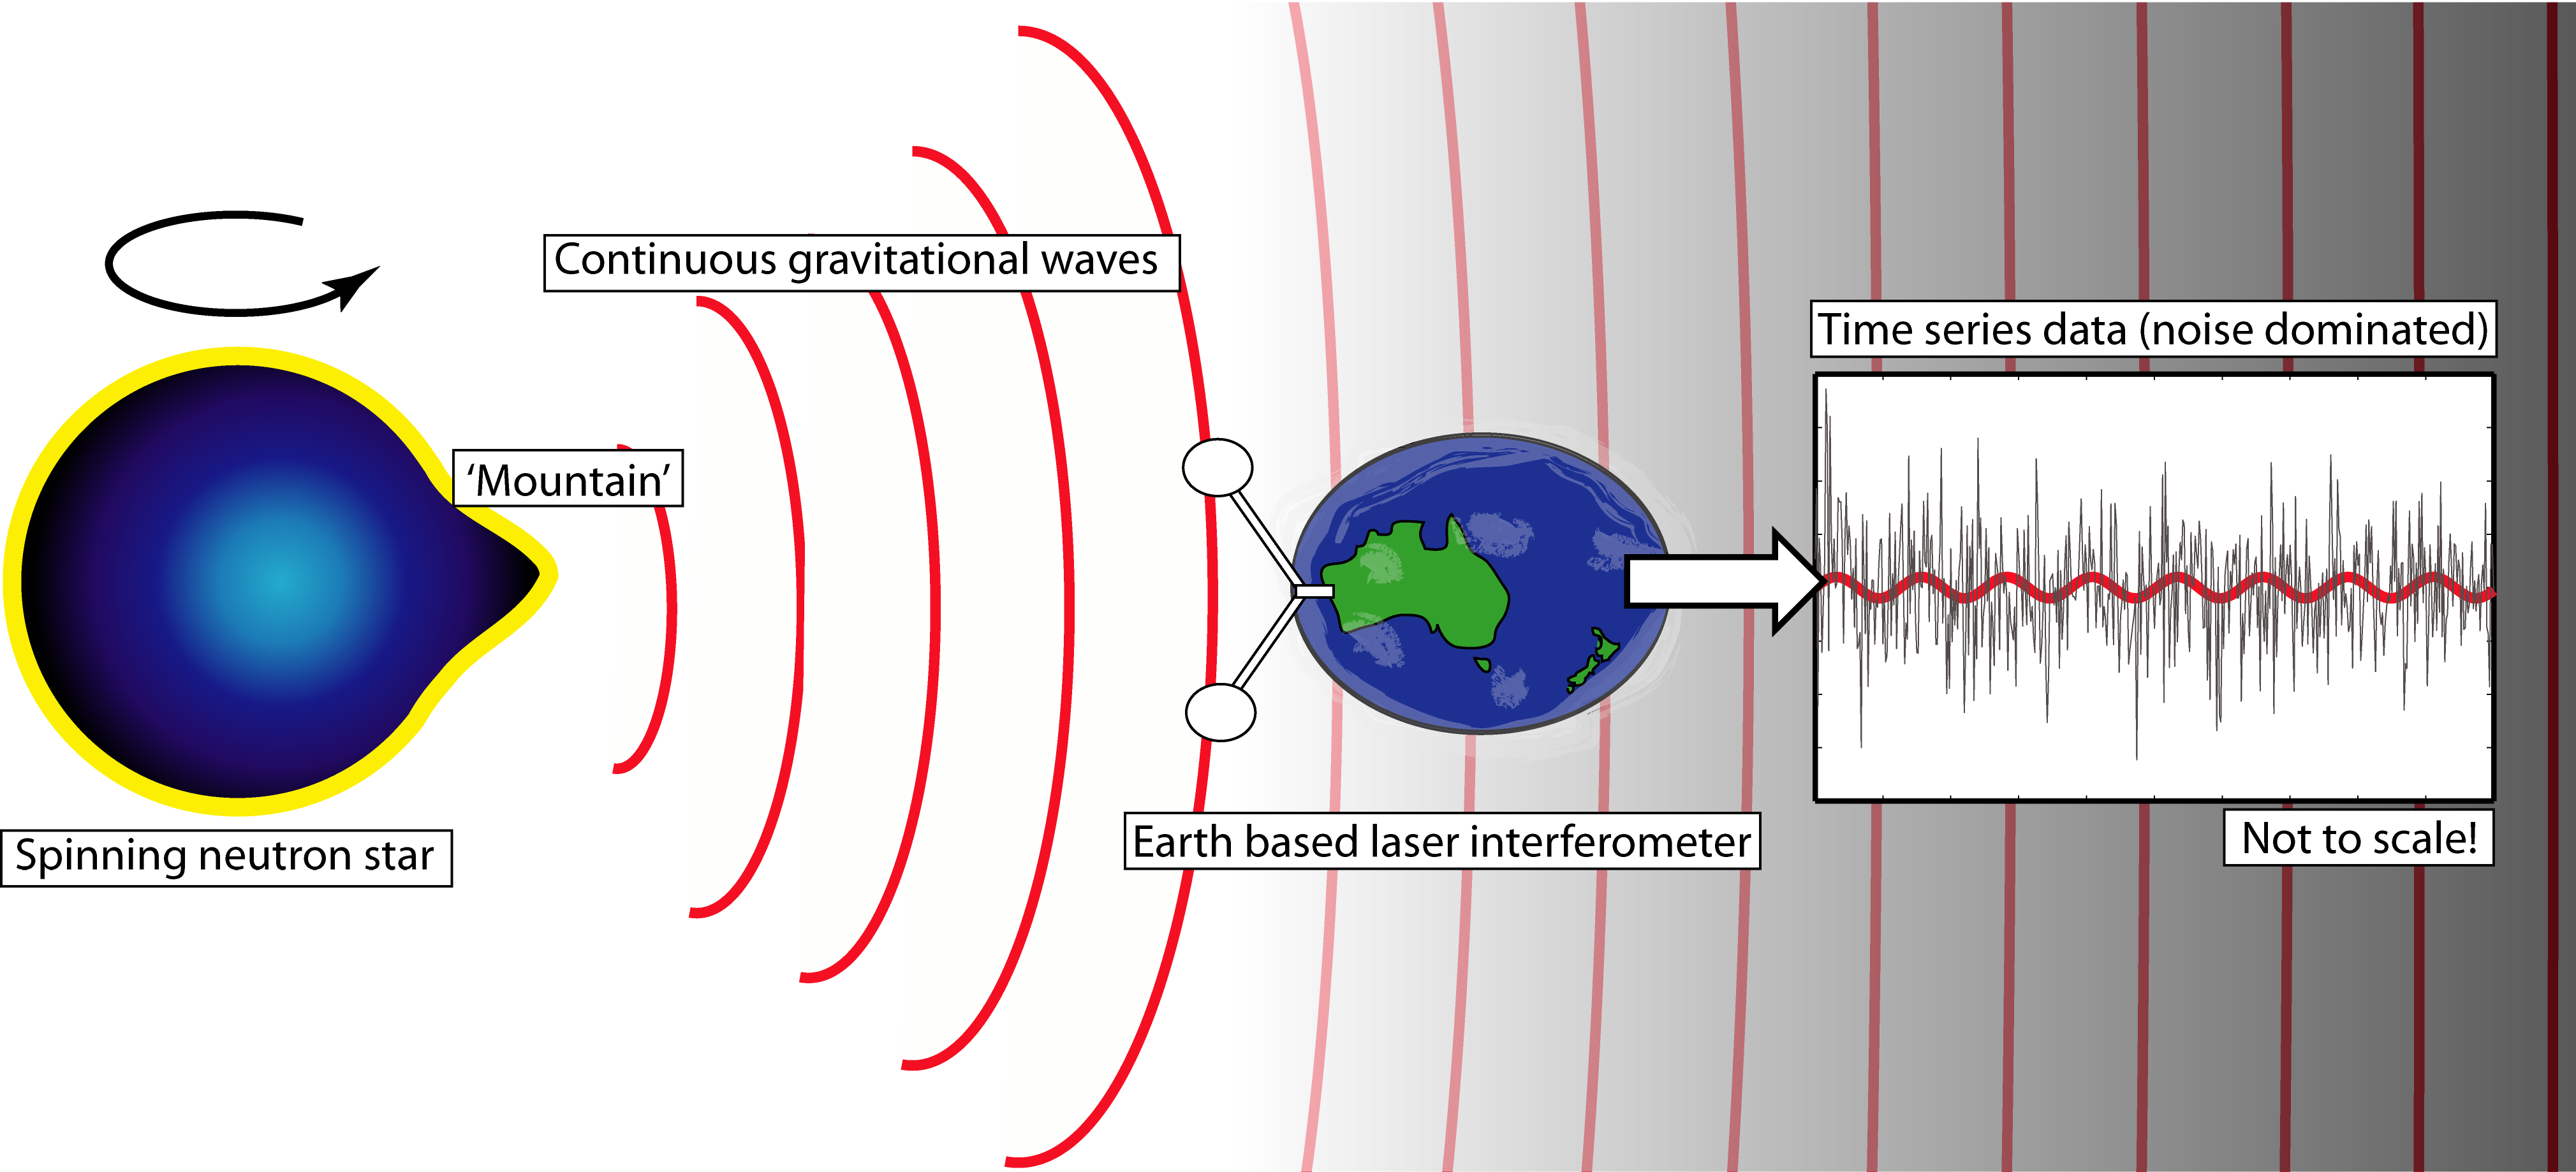 Continuous gravitational waves
Time series data (noise dominated)
‘Mountain’
Earth based laser interferometer
Not to scale!
Spinning neutron star